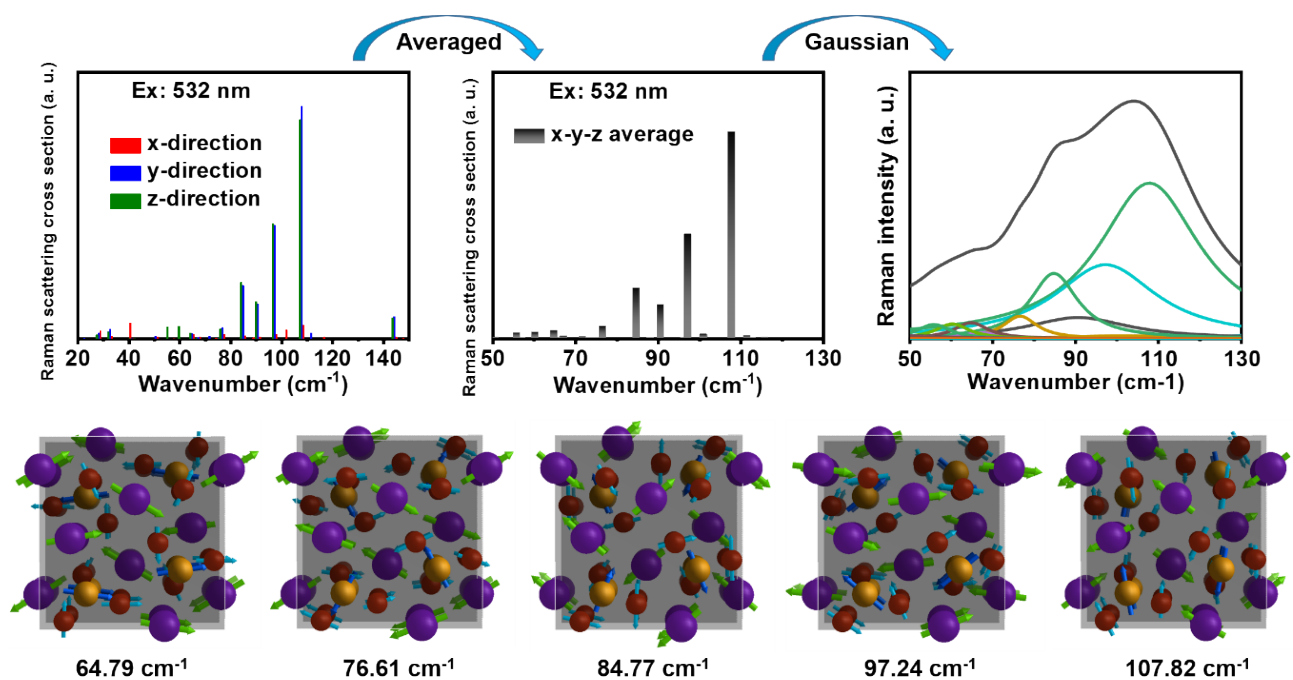 Averaged
Gaussian
Raman scattering cross section (a. u.)
Ex: 532 nm
x-direction
y-direction
z-direction
20 40 60 80 100 120 140
Wavenumber (cm-1)
Raman scattering cross section (a. u.)
Ex: 532 nm
x-y-z average
50 70 90 110 130
Wavenumber (cm-1)
Raman intensity (a. u.)
50 70 90 110 130
Wavenumber (cm-1)
64.79 cm-1
76.61 cm-1
84.77 cm-1
97.24 cm-1
107.82 cm-1